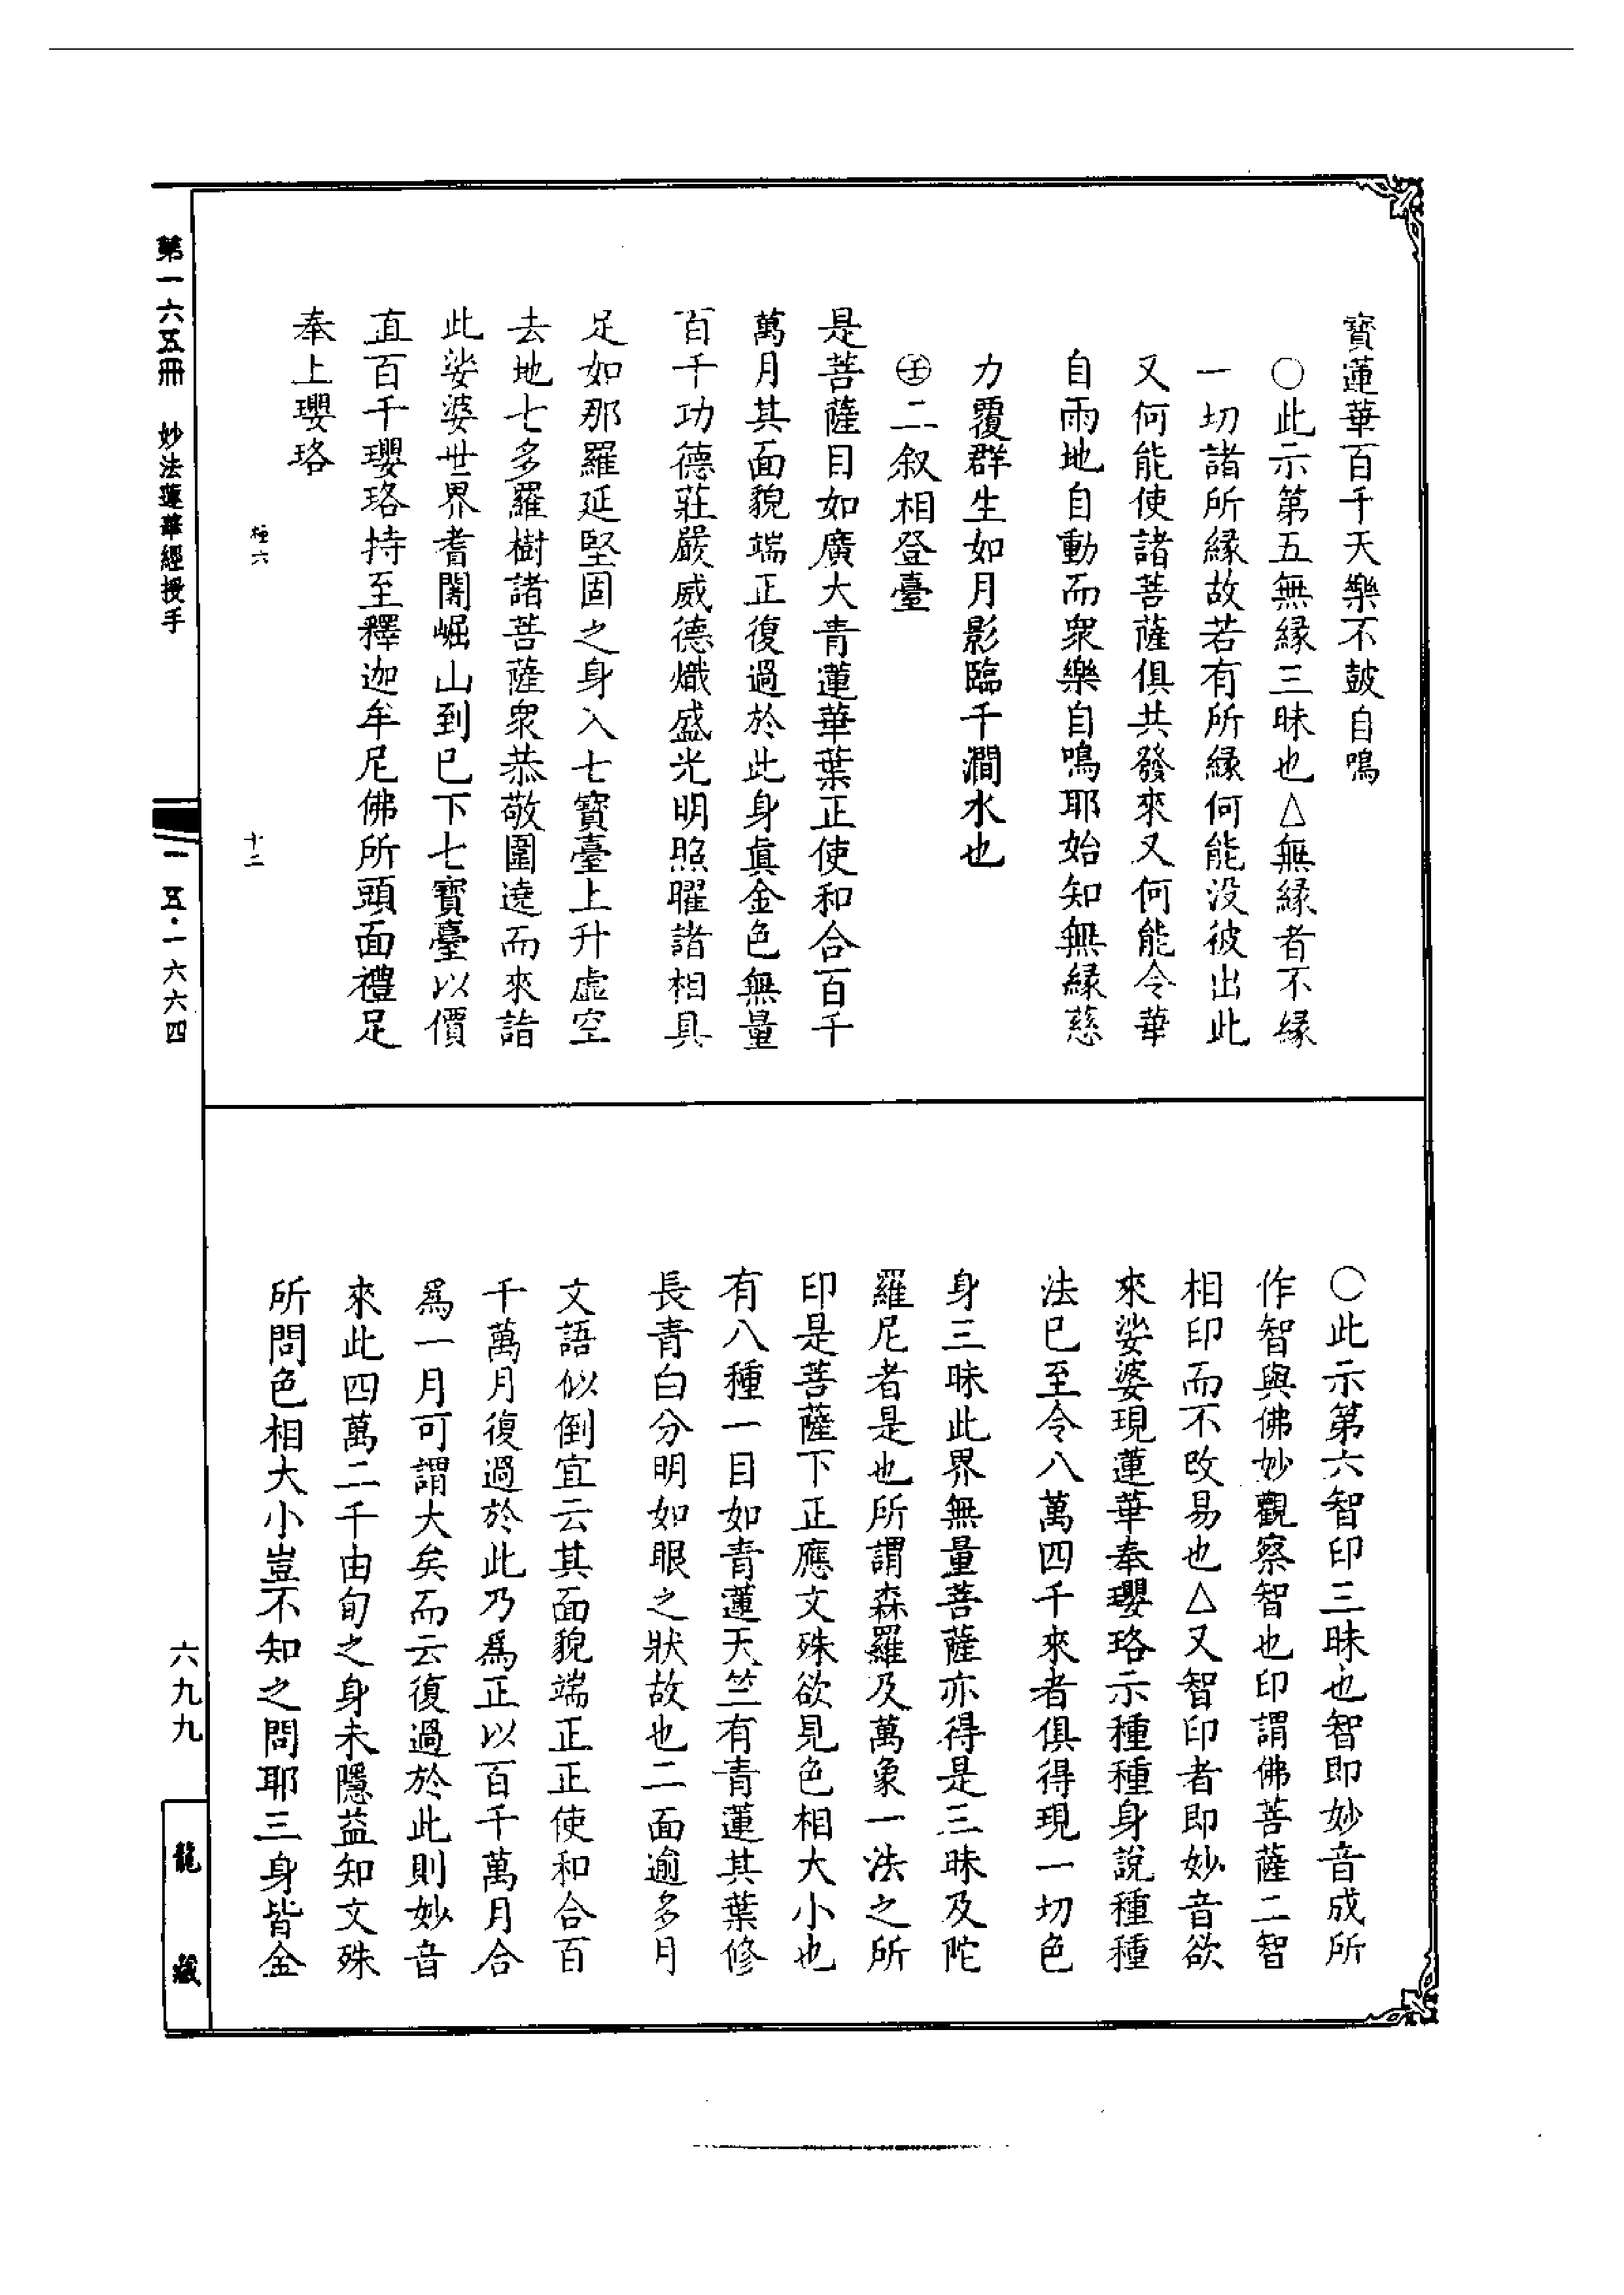 寶蓮華百千天樂不鼓自鳴
○此示第五無縁三昧也△無縁者不縁
一切諸所縁故若有所縁何能没彼出此
又何能使諸菩薩俱共發來又何能令華
自雨地自動而衆樂自鳴耶始知無縁慈
力覆群生如月影臨千澗水也
㊣二叙相登臺
是菩薩目如廣大青蓮華葉正使和合百千
萬月其面貌端正復過於此身真金色無量
百千功德莊嚴威德熾盛光明照曜諸相具
足如那羅延堅固之身入七寶臺上升虛空
去地七多羅樹諸菩薩衆恭敬圍遶而來詣
此娑婆世界耆闍崛山到已下七寶臺以價
直百千瓔珞持至釋迦牟尼佛所頭面禮足
奉上瓔珞
六
十二
○此示第六智印三昧也智即妙音成所
作智與佛妙觀察智也印謂佛菩薩二智
相印而不改易也△又智印者即妙音欲
來娑婆現蓮華奉瓔珞示種種身說種種
法已至令八萬四千來者俱得現一切色
身三昧此界無量菩薩亦得是三昧及陀
羅尼者是也所謂森羅及萬象一法之所
印是菩薩下正應文殊欲見色相大小也
有八種一目如青蓮天竺有青蓮其葉修
長青白分明如眼之狀故也二面逾多月
文語似倒宜云其面貌端正正使和合百
千萬月復過於此乃爲正以百千萬月合
爲一月可謂大矣而云復過於此則妙音
來此四萬二千由旬之身未隱益知文殊
所問色相大小豈不知之問耶三身皆金
第一六五冊 妙法蓮華經授手
一五·一六六四
六九九
龍藏